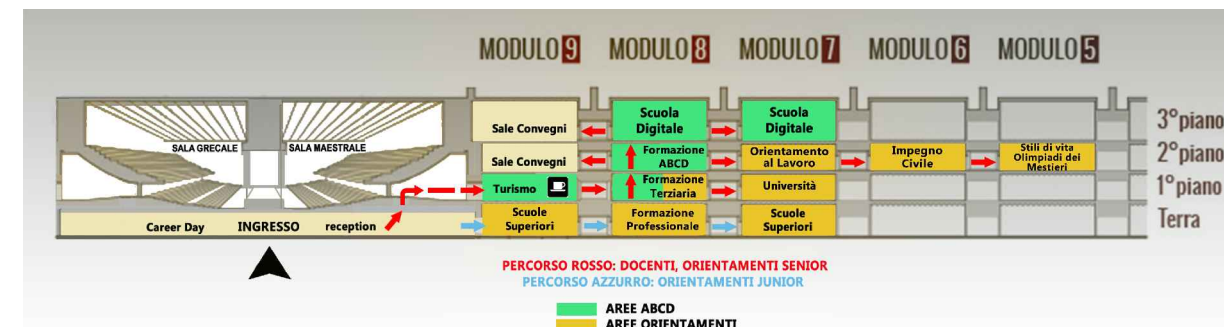 MODULO 9 MODULO 8 MODULO 7 MODULO 6 MODULO 5
Sale Convegni
Scuola
Digitale
Scuola
Digitale
3°piano
SALA GRECALE
SALA MAESTRALE
Sale Convegni
Formazione
ABCD
Orientamento
al Lavoro
Impegno
Civile
Stili di vita
Olimpiadi dei
Mestieri
2°piano
Turismo
Formazione
Terziaria
Università
1°piano
Career Day
INGRESSO
reception
Scuole
Superiori
Formazione
Professionale
Scuole
Superiori
Terra
PERCORSO ROSSO: DOCENTI, ORIENTAMENTI SENIOR
PERCORSO AZZURRO: ORIENTAMENTI JUNIOR
AREE ABCD
AREE ORIENTAMENTI